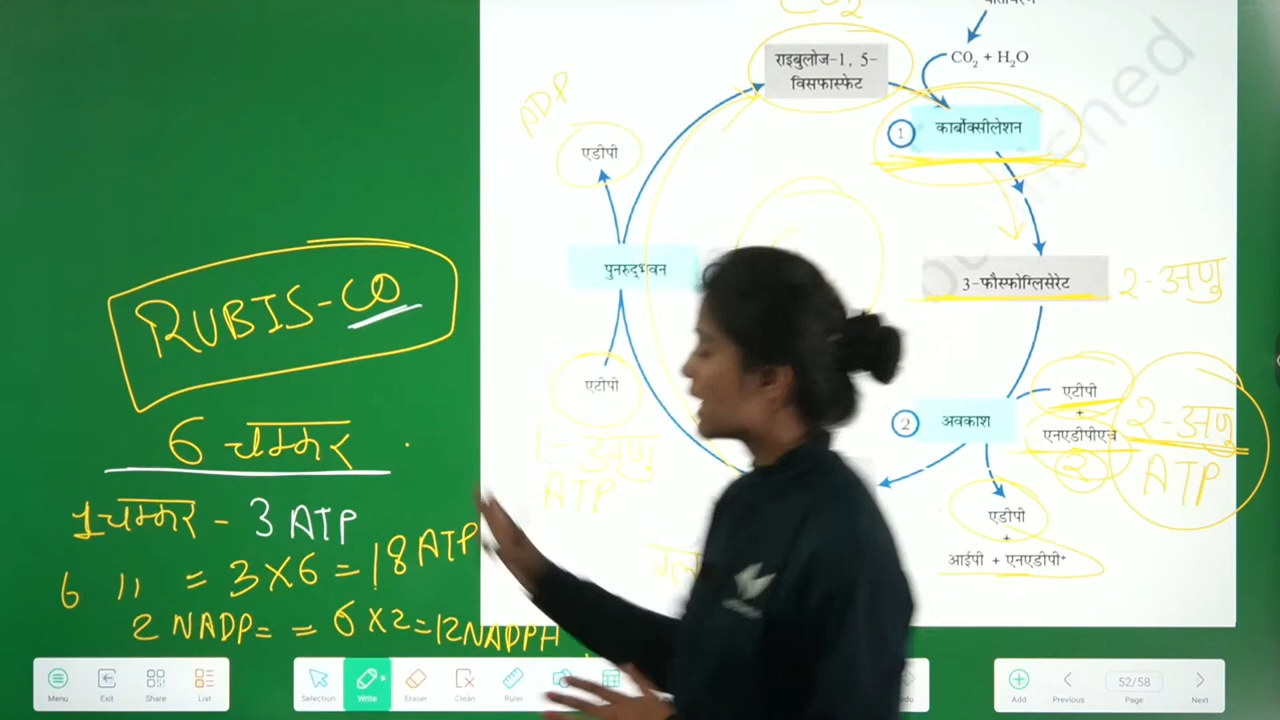 CO2
CO₂ + H₂O
राइबुलोज-1, 5-
विसफास्फेट
ADP
1 कार्बोक्सीलेशन
एडीपी
पुनरुद्भवन
3-फौस्फोग्लिसेरेट
2-अणु
RUBIS-CO
एटीपी
एटीपी
+
एनएडीपीएच
2
2-अणु
ATP
2 अवकाश
6 चक्कर
1-अणु
ATP
1 चक्कर - 3 ATP
एडीपी
+
आईपी + एनएडीपी⁺
6 11 = 3X6 = 18 ATP
2 NADP= = 6X2=12NADPH
Menu Exit Share List
Selection Write Eraser Clean Ruler
Add Previous 52/58 Page Next